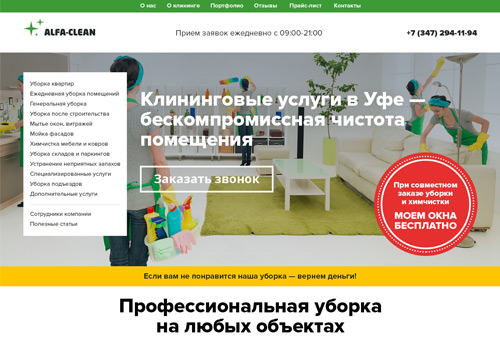 О нас О клининге Портфолио Отзывы Прайс-лист Контакты
ALFA-CLEAN
Прием заявок ежедневно с 09:00-21:00
+7 (347) 294-11-94
Уборка квартир
Ежедневная уборка помещений
Генеральная уборка
Уборка после строительства
Мытье окон, витражей
Мойка фасадов
Химчистка мебели и ковров
Уборка складов и паркингов
Устранение неприятных запахов
Специализированные услуги
Уборка подъездов
Дополнительные услуги
Сотрудники компании
Полезные статьи
Клининговые услуги в Уфе —
бескомпромиссная чистота
помещения
Заказать звонок
При совместном
заказе уборки
и химчистки
МОЕМ ОКНА
БЕСПЛАТНО
Если вам не понравится наша уборка — вернем деньги!
Профессиональная уборка
на любых объектах